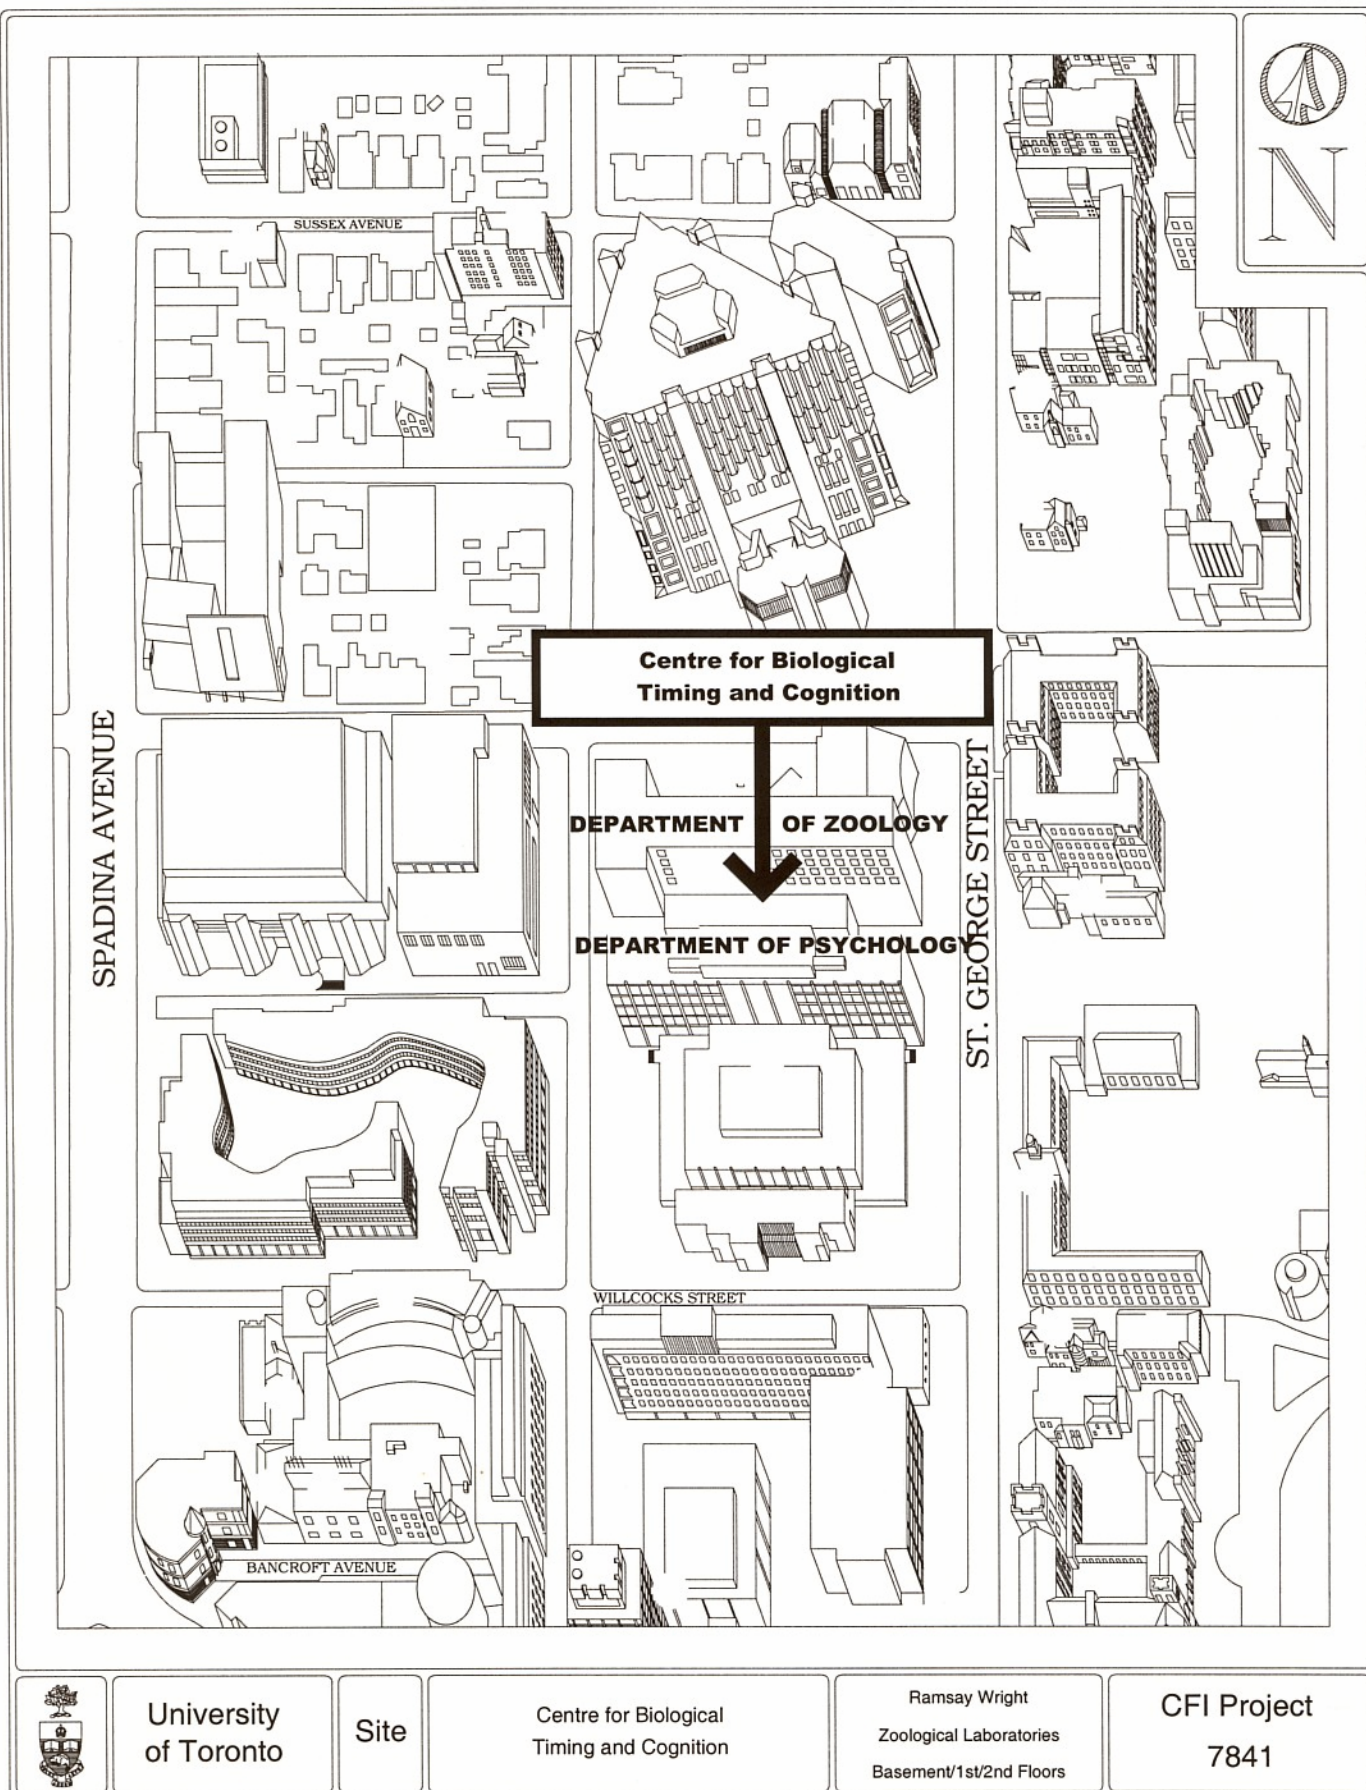 N
SUSSEX AVENUE
Centre for Biological
Timing and Cognition
SPADINA AVENUE
ST. GEORGE STREET
DEPARTMENT OF ZOOLOGY
DEPARTMENT OF PSYCHOLOGY
WILLCOCKS STREET
BANCROFT AVENUE
University
of Toronto
Site
Centre for Biological
Timing and Cognition
Ramsay Wright
Zoological Laboratories
Basement/1st/2nd Floors
CFI Project
7841